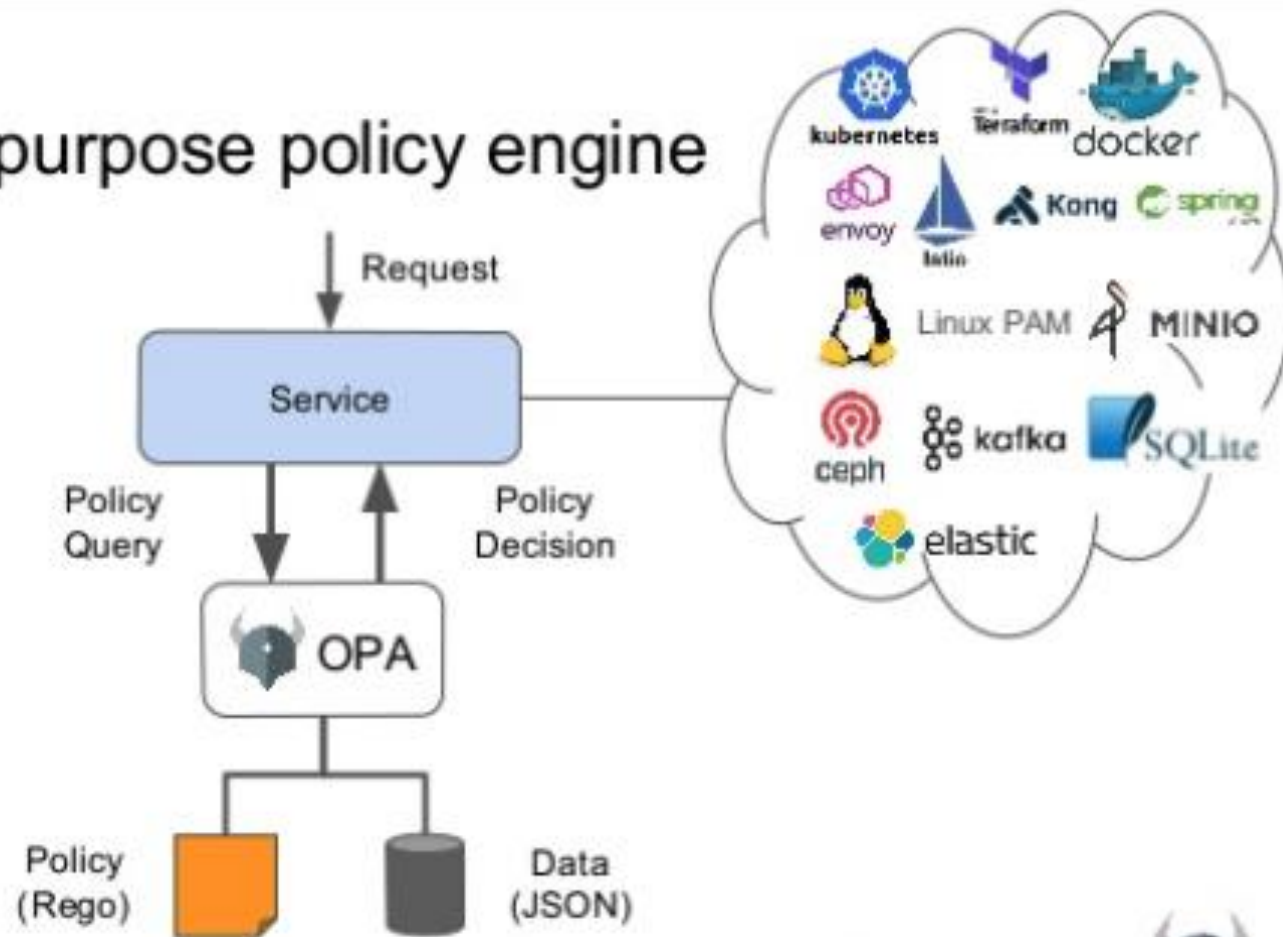 purpose policy engine
Request
Service
Policy
Query
Policy
Decision
OPA
Policy
(Rego)
Data
(JSON)
kubernetes
Terraform
docker
envoy
Istio
Kong
spring
Linux PAM
MINIO
ceph
kafka
SQLite
elastic